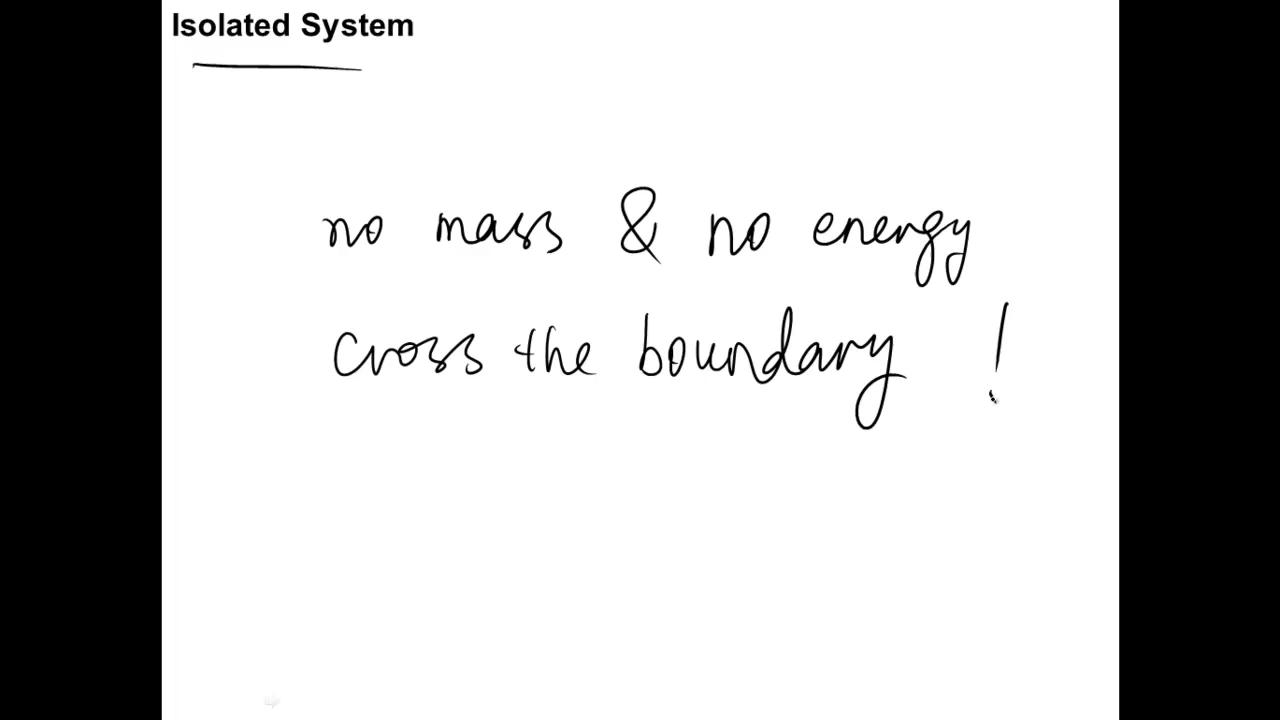 Isolated System
no mass & no energy
cross the boundary !